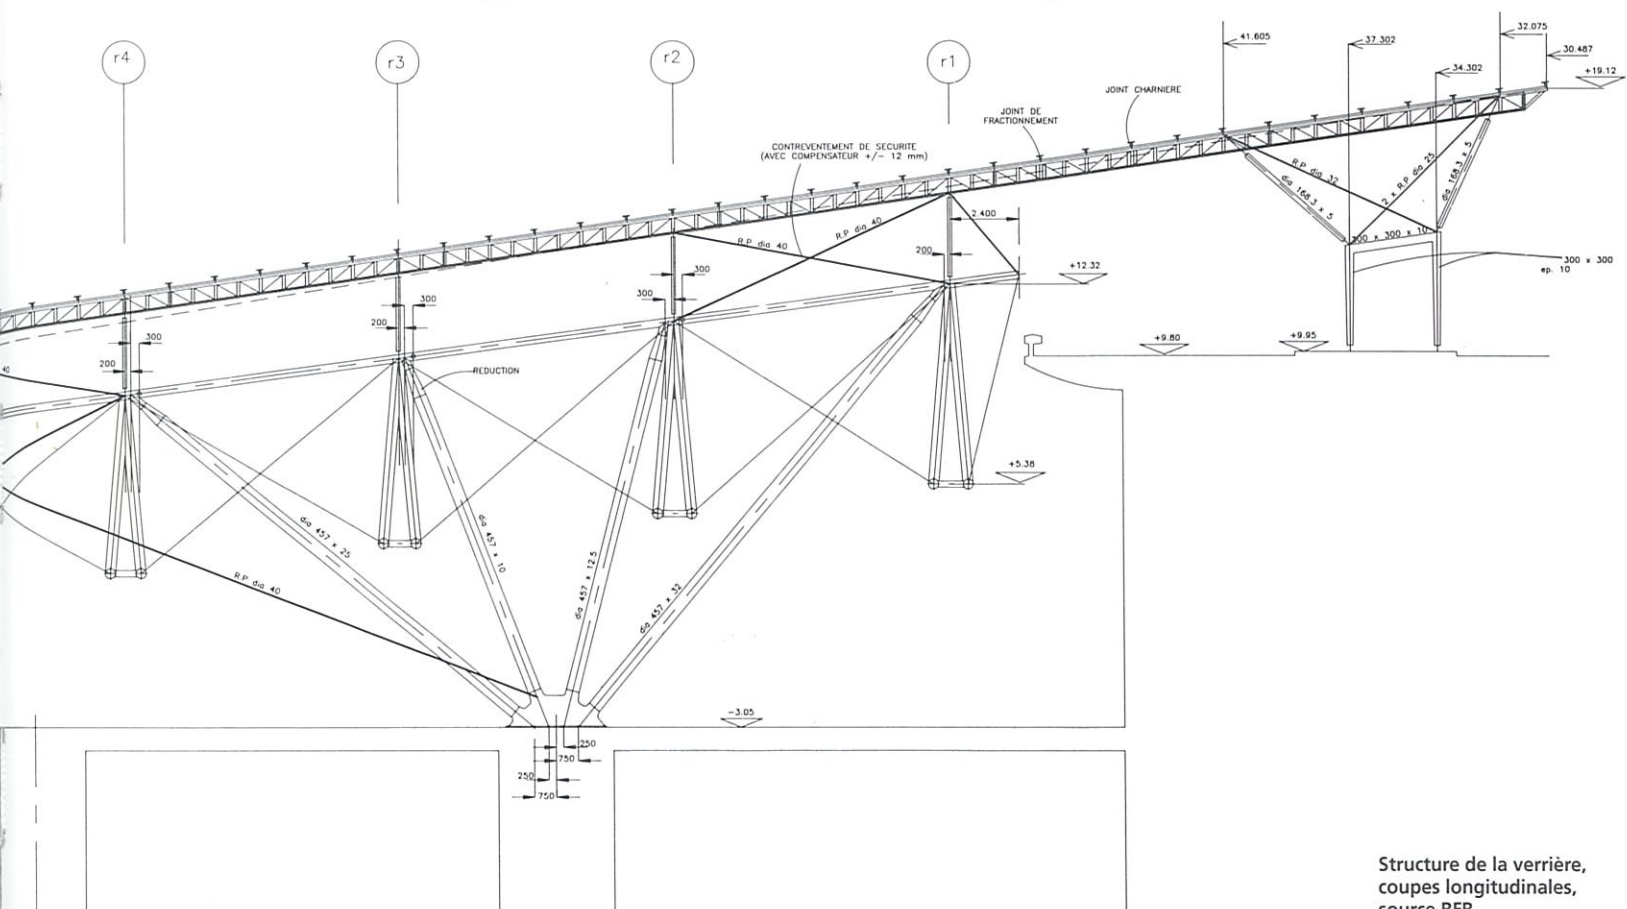 r4
r3
r2
r1
41.605
37.302
34.302
32.075
30.487
+19.12
JOINT CHARNIERE
JOINT DE
FRACTIONNEMENT
CONTREVENTEMENT DE SECURITE
(AVEC COMPENSATEUR +/- 12 mm)
R.P dia 40
R.P dia 40
2.400
200
+12.32
R.P dia 32
2 x R.P dia 25
dia 168.3 x 5
dia 168.3 x 5
300 x 300 x 10
300 x 300
ep. 10
300
300
300
200
300
200
40
REDUCTION
+9.80
+9.95
+5.38
dia 457 x 25
dia 457 x 10
dia 457 x 12.5
dia 457 x 32
R.P dia 40
-3.05
250
750
250
750
Structure de la verrière,
coupes longitudinales,
source RFR